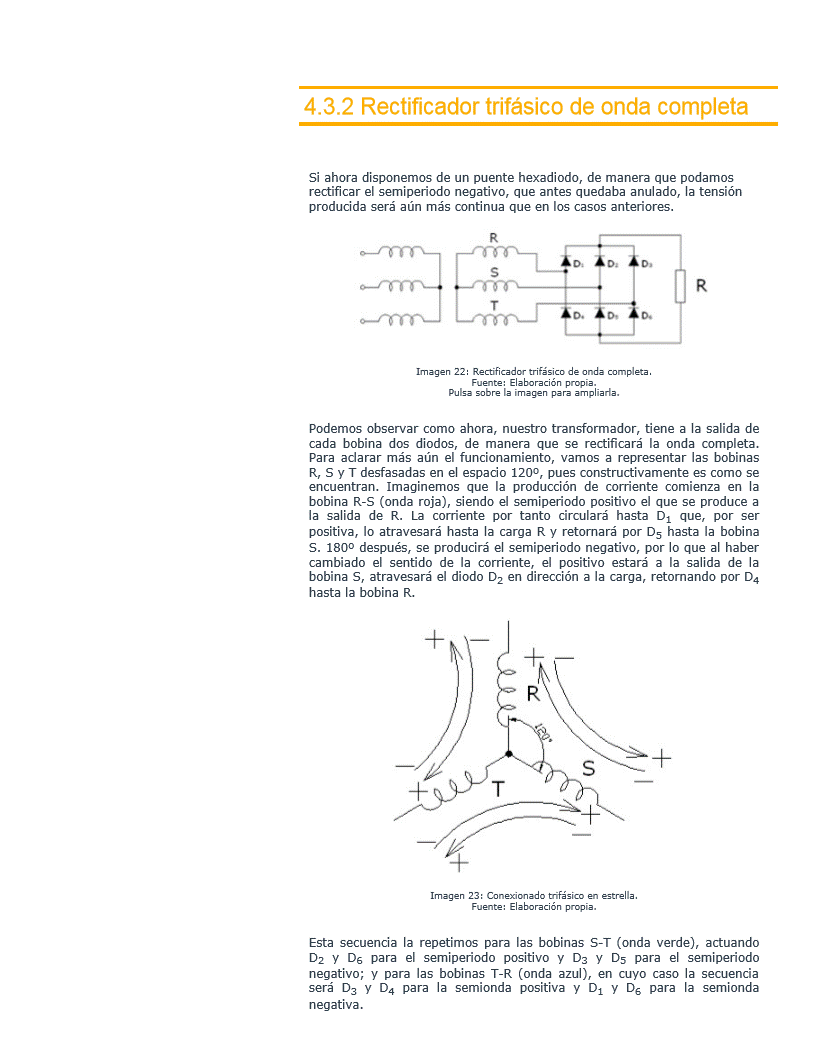 4.3.2 Rectificador trifásico de onda completa
Si ahora disponemos de un puente hexadiodo, de manera que podamos
rectificar el semiperiodo negativo, que antes quedaba anulado, la tensión
producida será aún más continua que en los casos anteriores.
R
S
T
D1 D2 D3
R
D4 D5 D6
Imagen 22: Rectificador trifásico de onda completa.
Fuente: Elaboración propia.
Pulsa sobre la imagen para ampliarla.
Podemos observar como ahora, nuestro transformador, tiene a la salida de
cada bobina dos diodos, de manera que se rectificará la onda completa.
Para aclarar más aún el funcionamiento, vamos a representar las bobinas
R, S y T desfasadas en el espacio 120º, pues constructivamente es como se
encuentran. Imaginemos que la producción de corriente comienza en la
bobina R-S (onda roja), siendo el semiperiodo positivo el que se produce a
la salida de R. La corriente por tanto circulará hasta D1 que, por ser
positiva, lo atravesará hasta la carga R y retornará por D5 hasta la bobina
S. 180º después, se producirá el semiperiodo negativo, por lo que al haber
cambiado el sentido de la corriente, el positivo estará a la salida de la
bobina S, atravesará el diodo D2 en dirección a la carga, retornando por D4
hasta la bobina R.
+ −
+ −
R
120°
S
+
−
−
+
T
+
−
−
+
Imagen 23: Conexionado trifásico en estrella.
Fuente: Elaboración propia.
Esta secuencia la repetimos para las bobinas S-T (onda verde), actuando
D2 y D6 para el semiperiodo positivo y D3 y D5 para el semiperiodo
negativo; y para las bobinas T-R (onda azul), en cuyo caso la secuencia
será D3 y D4 para la semionda positiva y D1 y D6 para la semionda
negativa.